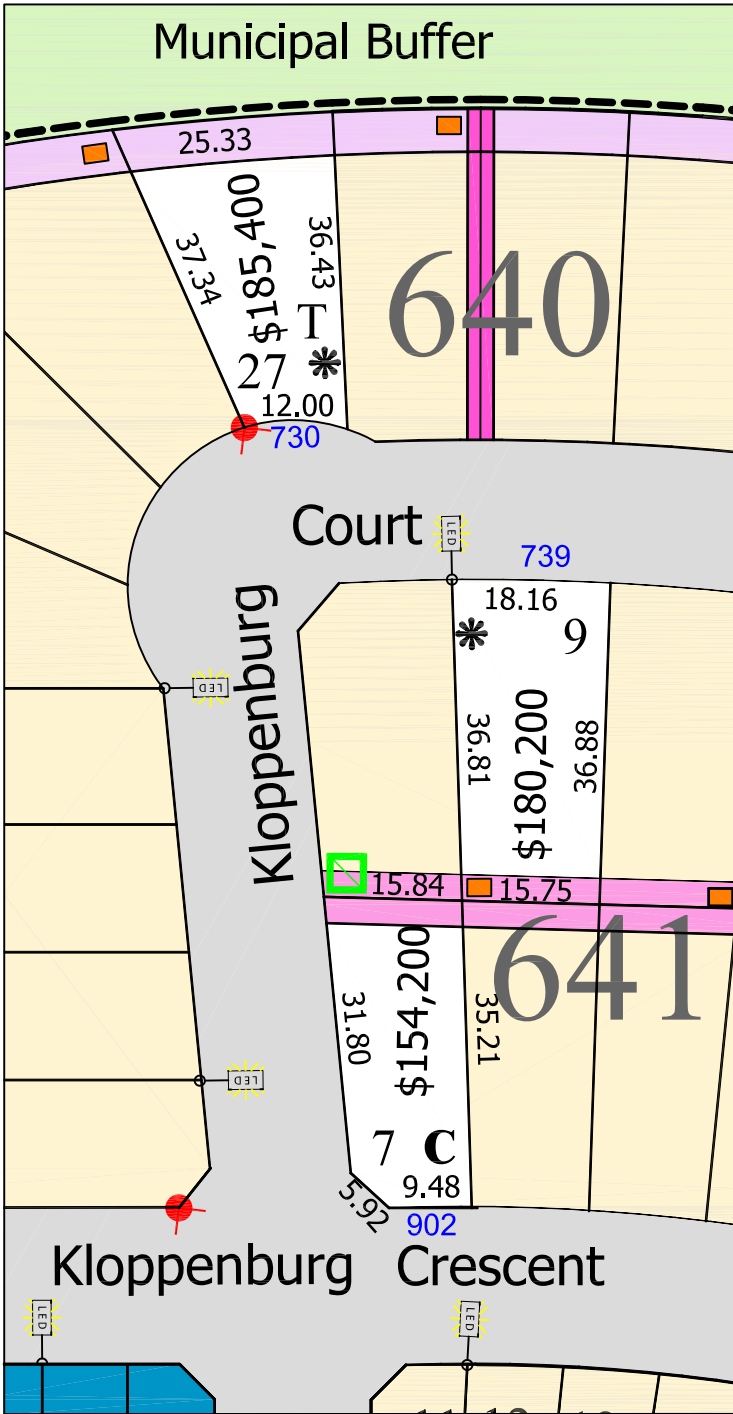 Municipal Buffer
25.33
37.34
$185,400
36.43
T
27
12.00
730
640
Court
LED
739
18.16
9
Kloppenburg
LED
36.81
$180,200
36.88
15.84
15.75
641
31.80
$154,200
35.21
LED
7 C
9.48
5.92
902
Kloppenburg Crescent
LED
LED